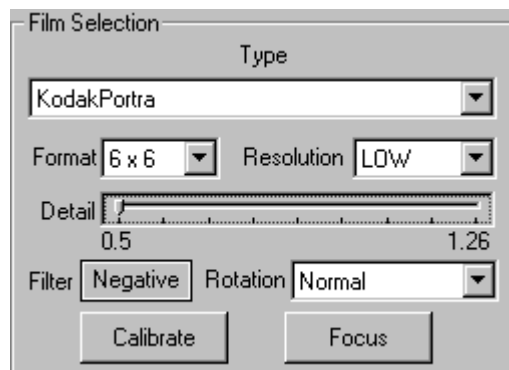 Film Selection
Type
KodakPortra
Format 6 x 6 Resolution LOW
Detail
0.5 1.26
Filter Negative Rotation Normal
Calibrate Focus